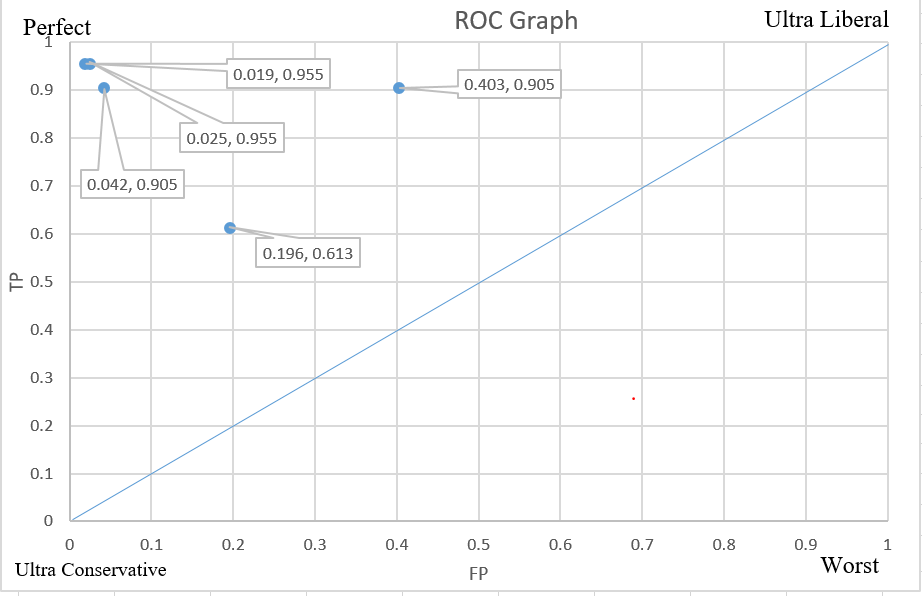 ROC Graph
Perfect
Ultra Liberal
1
0.9
0.8
0.7
0.6
0.5
0.4
0.3
0.2
0.1
0
TP
0.019, 0.955
0.403, 0.905
0.025, 0.955
0.042, 0.905
0.196, 0.613
0 0.1 0.2 0.3 0.4 0.5 0.6 0.7 0.8 0.9 1
Ultra Conservative
FP
Worst